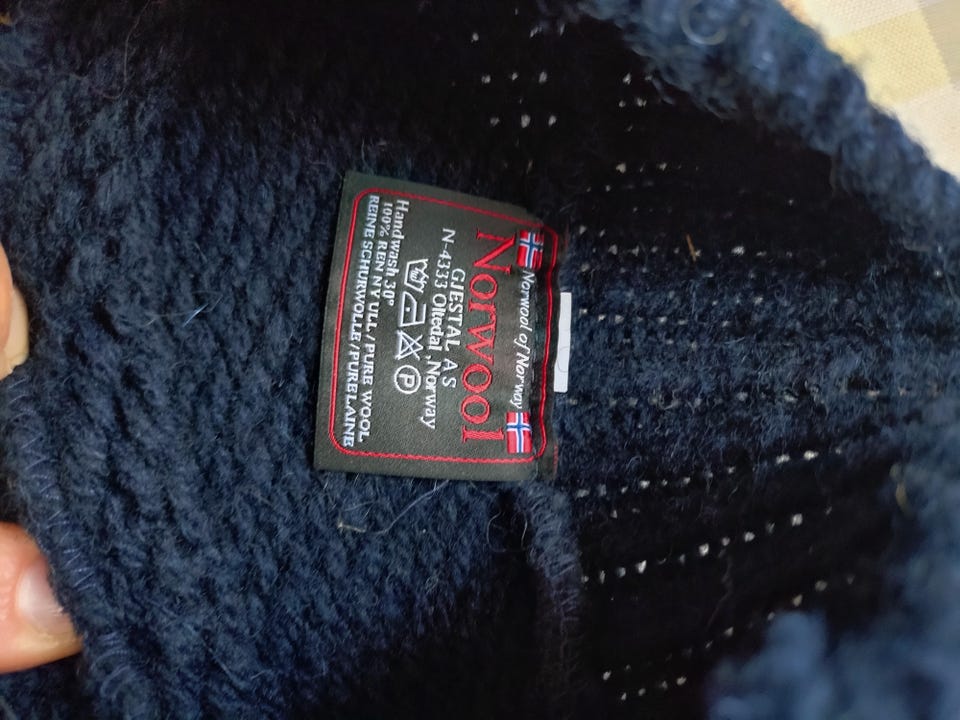 Norwool of Norway
Norwool
GJESTAL A S
N-4333 Oltedal, Norway
Handwash 30°
100% REN NY ULL / PURE WOOL
REINE SCHURWOLLE / PURE LAINE